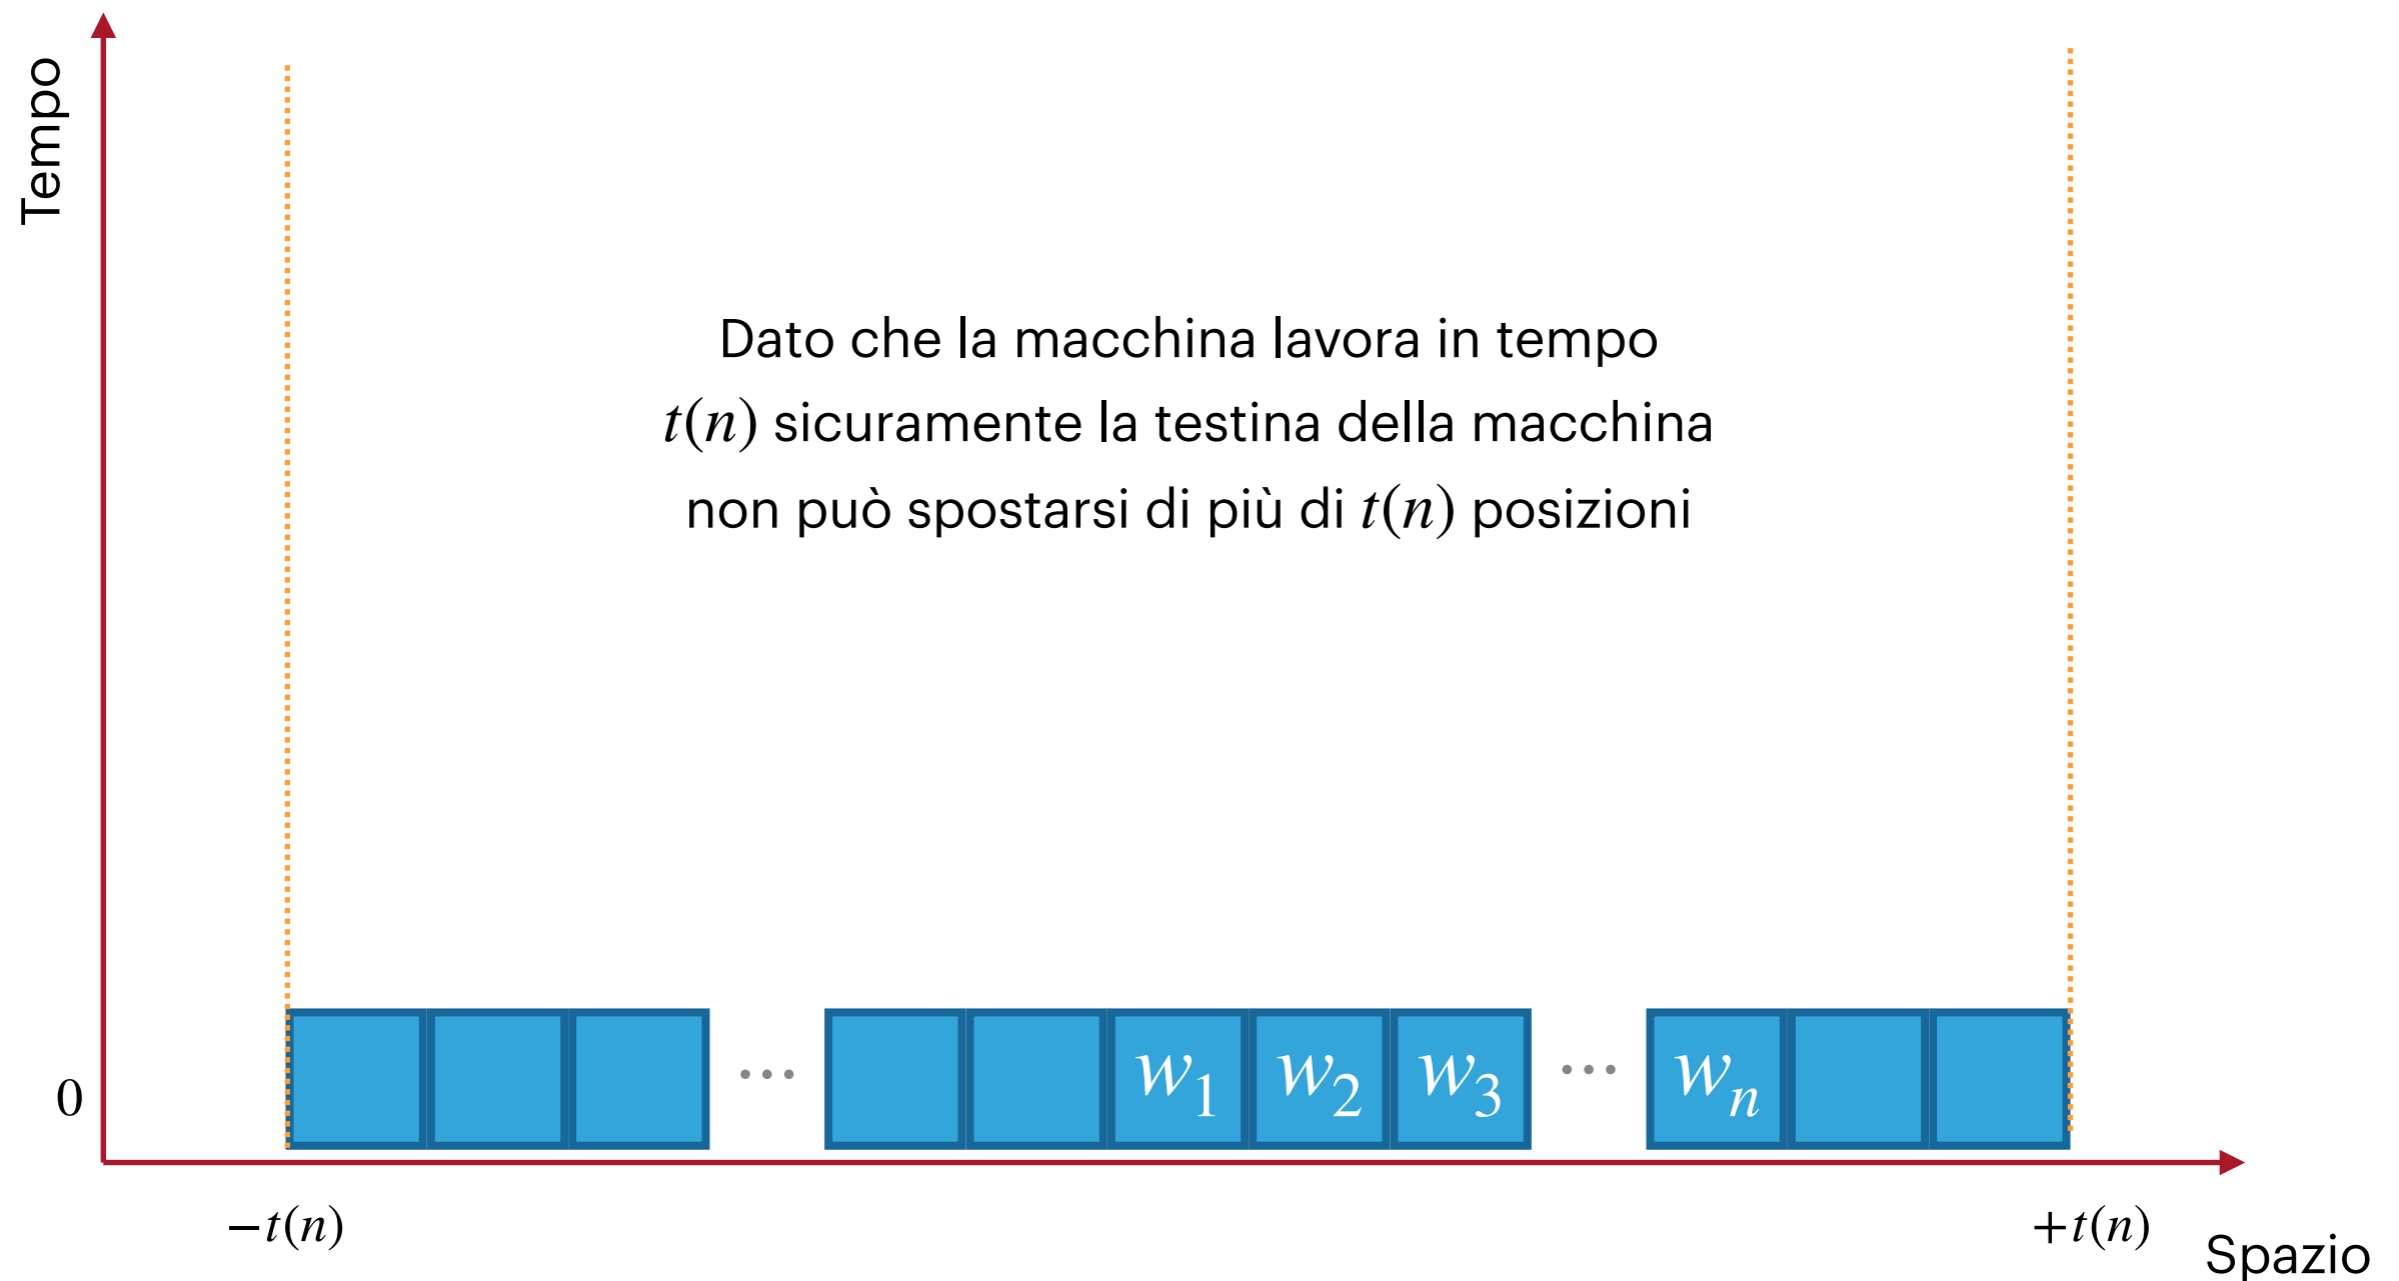 Tempo
Dato che la macchina lavora in tempo
t(n) sicuramente la testina della macchina
non può spostarsi di più di t(n) posizioni
0
w₁ w₂ w₃ ... wₙ
...
−t(n)
+t(n)
Spazio